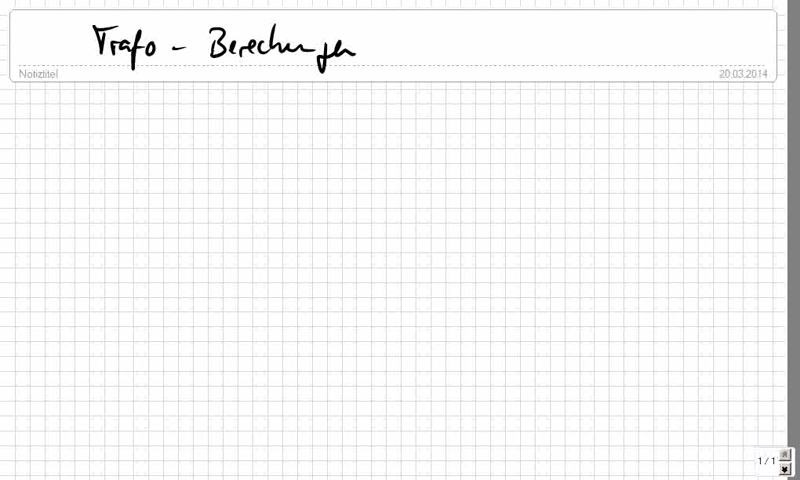 Trafo - Berechungen
Notiztitel
20.03.2014
1 / 1